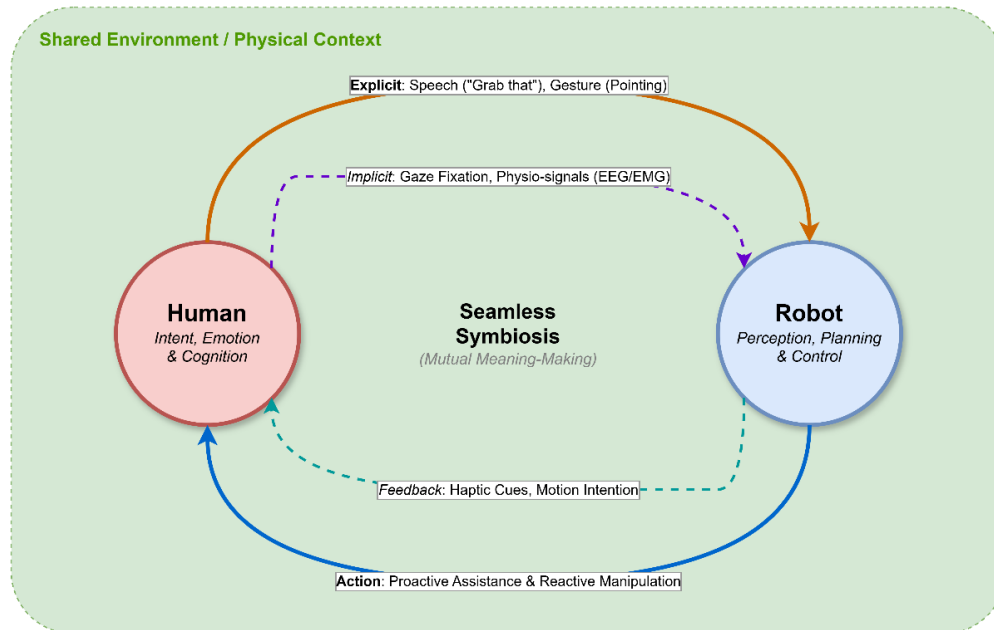 Shared Environment / Physical Context
Explicit: Speech ("Grab that"), Gesture (Pointing)
Implicit: Gaze Fixation, Physio-signals (EEG/EMG)
Human
Intent, Emotion
& Cognition
Seamless
Symbiosis
(Mutual Meaning-Making)
Robot
Perception, Planning
& Control
Feedback: Haptic Cues, Motion Intention
Action: Proactive Assistance & Reactive Manipulation